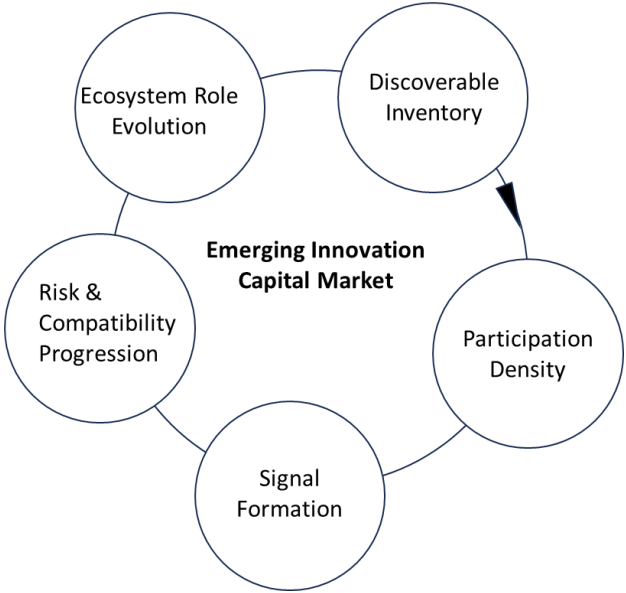 Ecosystem Role
Evolution
Discoverable
Inventory
Emerging Innovation
Capital Market
Risk &
Compatibility
Progression
Participation
Density
Signal
Formation